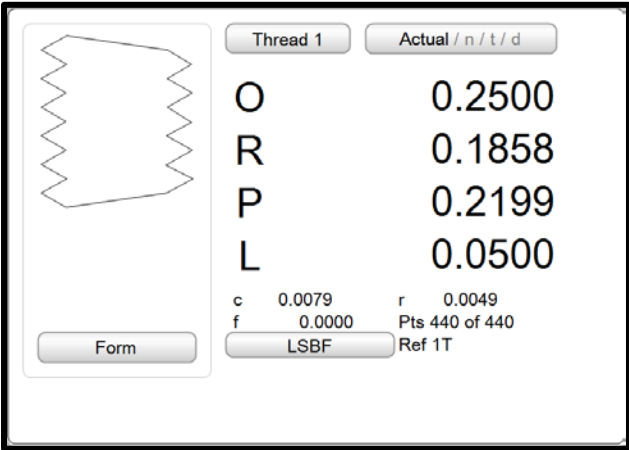 Thread 1
Actual / n / t / d
O 0.2500
R 0.1858
P 0.2199
L 0.0500
c 0.0079 r 0.0049
f 0.0000 Pts 440 of 440
Form
LSBF Ref 1T